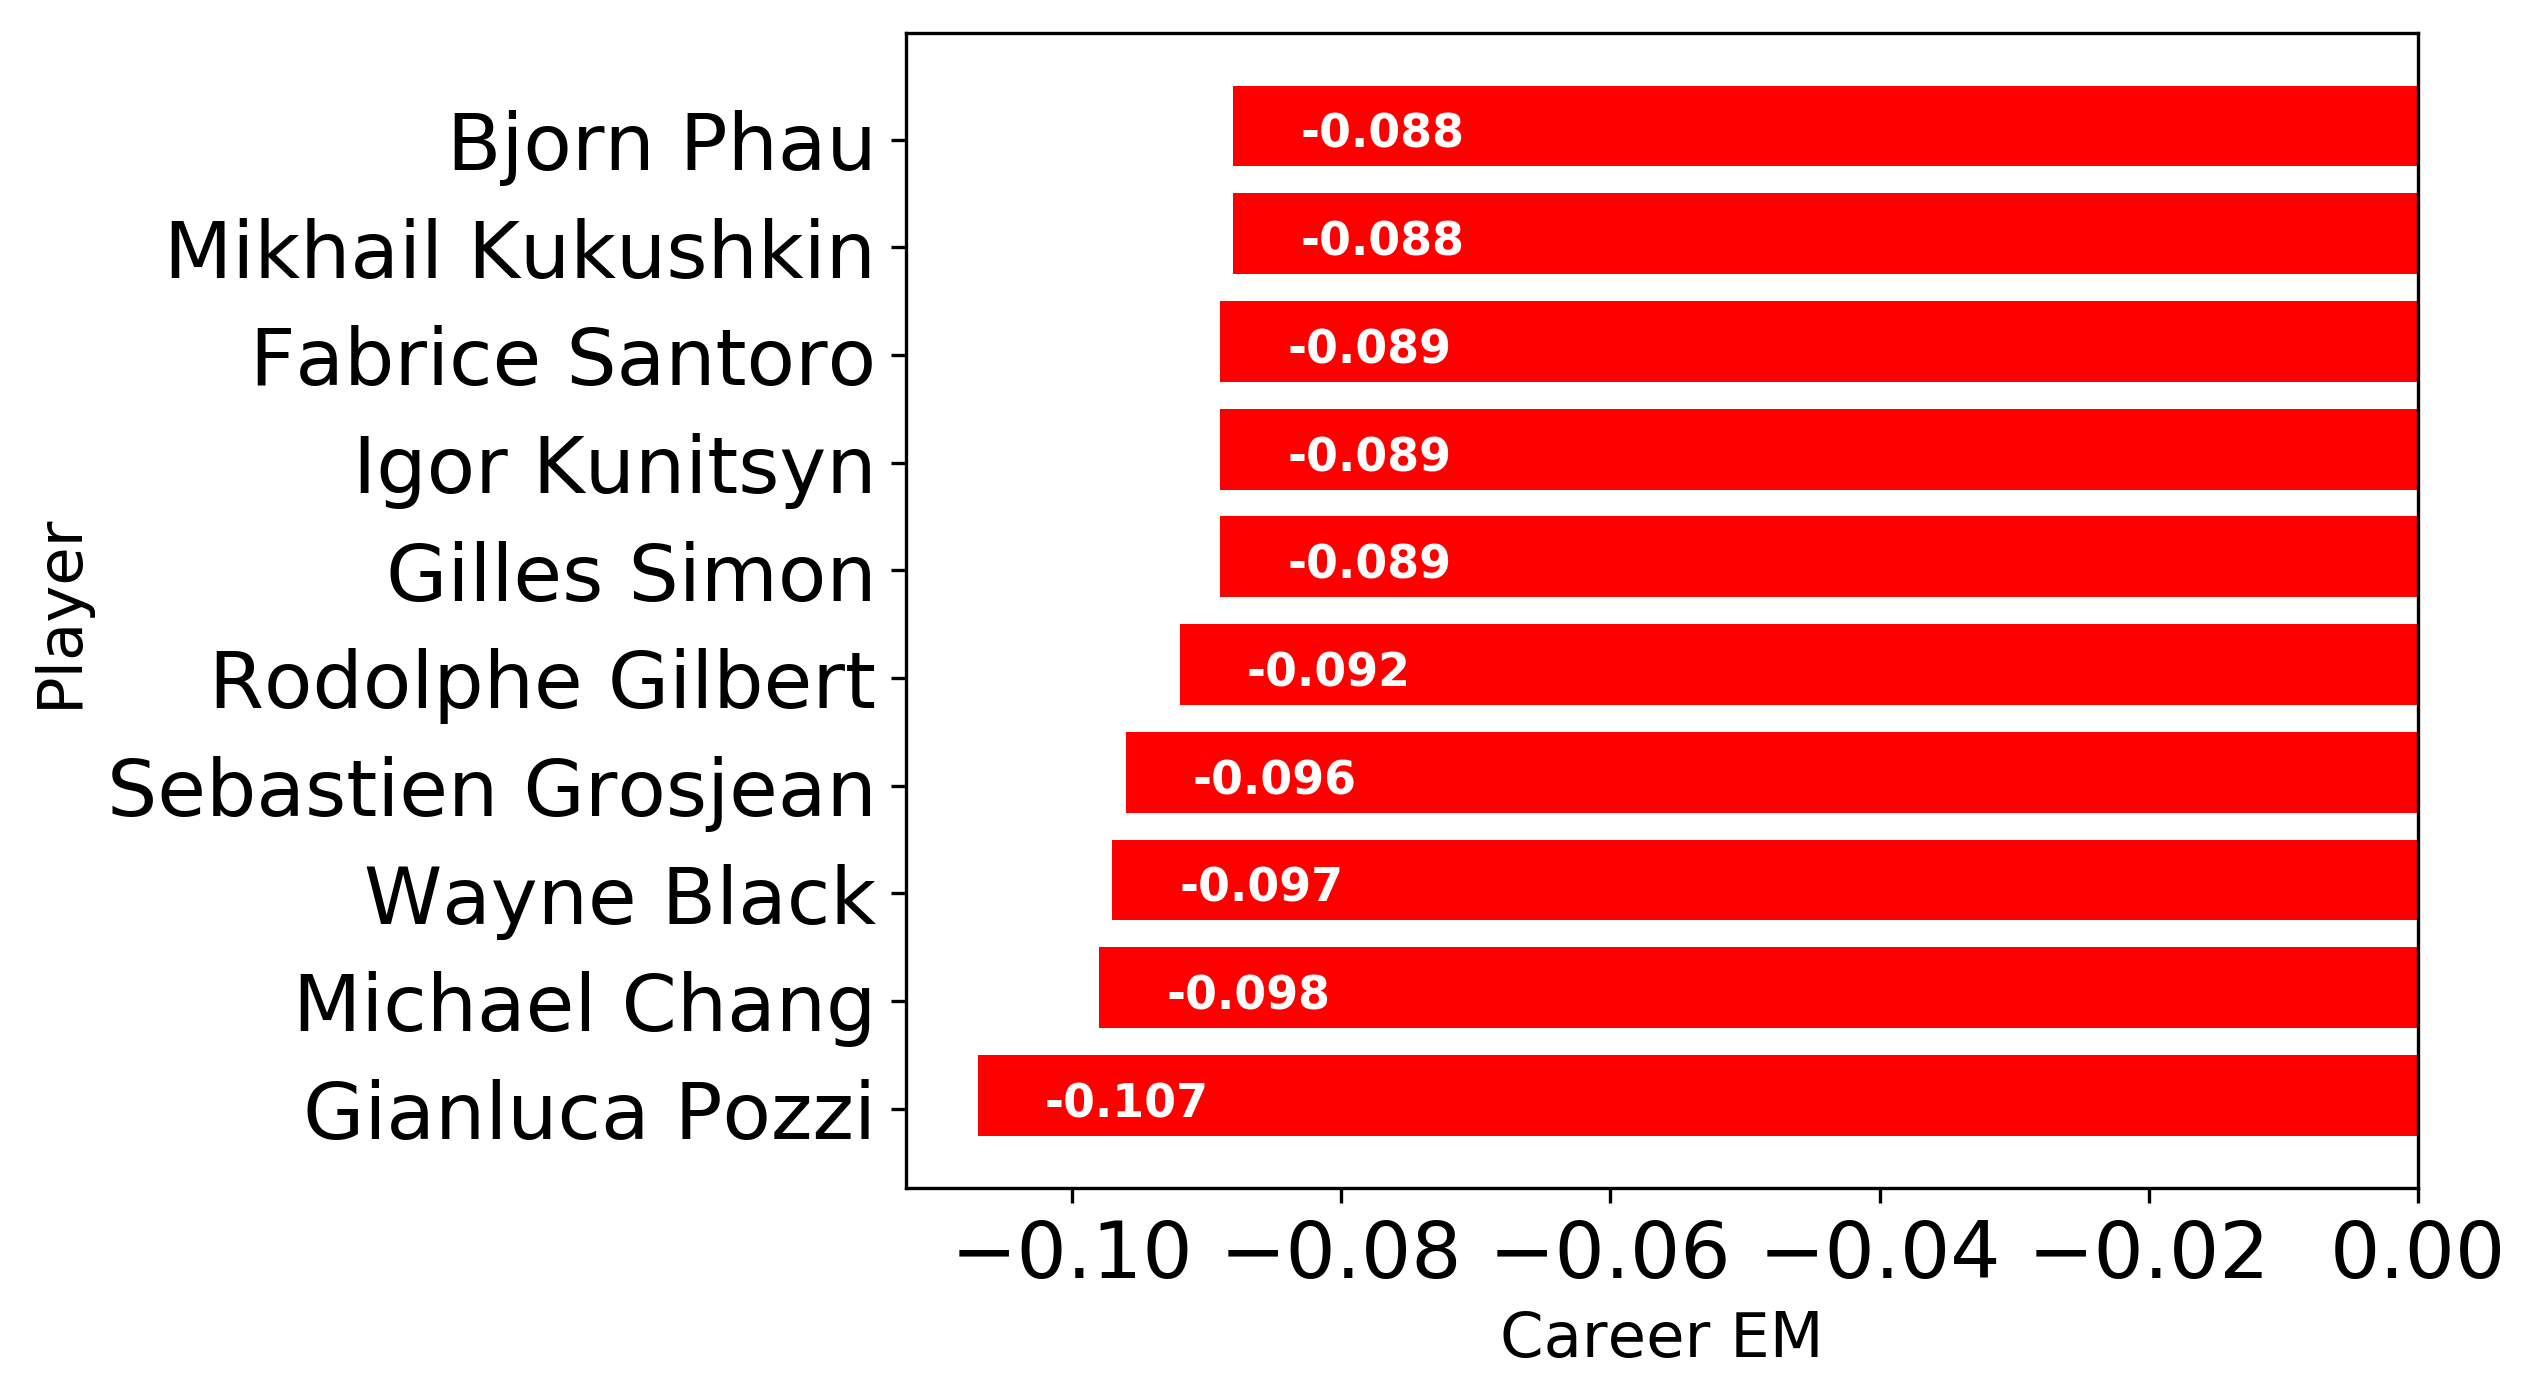 Player
Bjorn Phau -0.088
Mikhail Kukushkin -0.088
Fabrice Santoro -0.089
Igor Kunitsyn -0.089
Gilles Simon -0.089
Rodolphe Gilbert -0.092
Sebastien Grosjean -0.096
Wayne Black -0.097
Michael Chang -0.098
Gianluca Pozzi -0.107
−0.10 −0.08 −0.06 −0.04 −0.02 0.00
Career EM